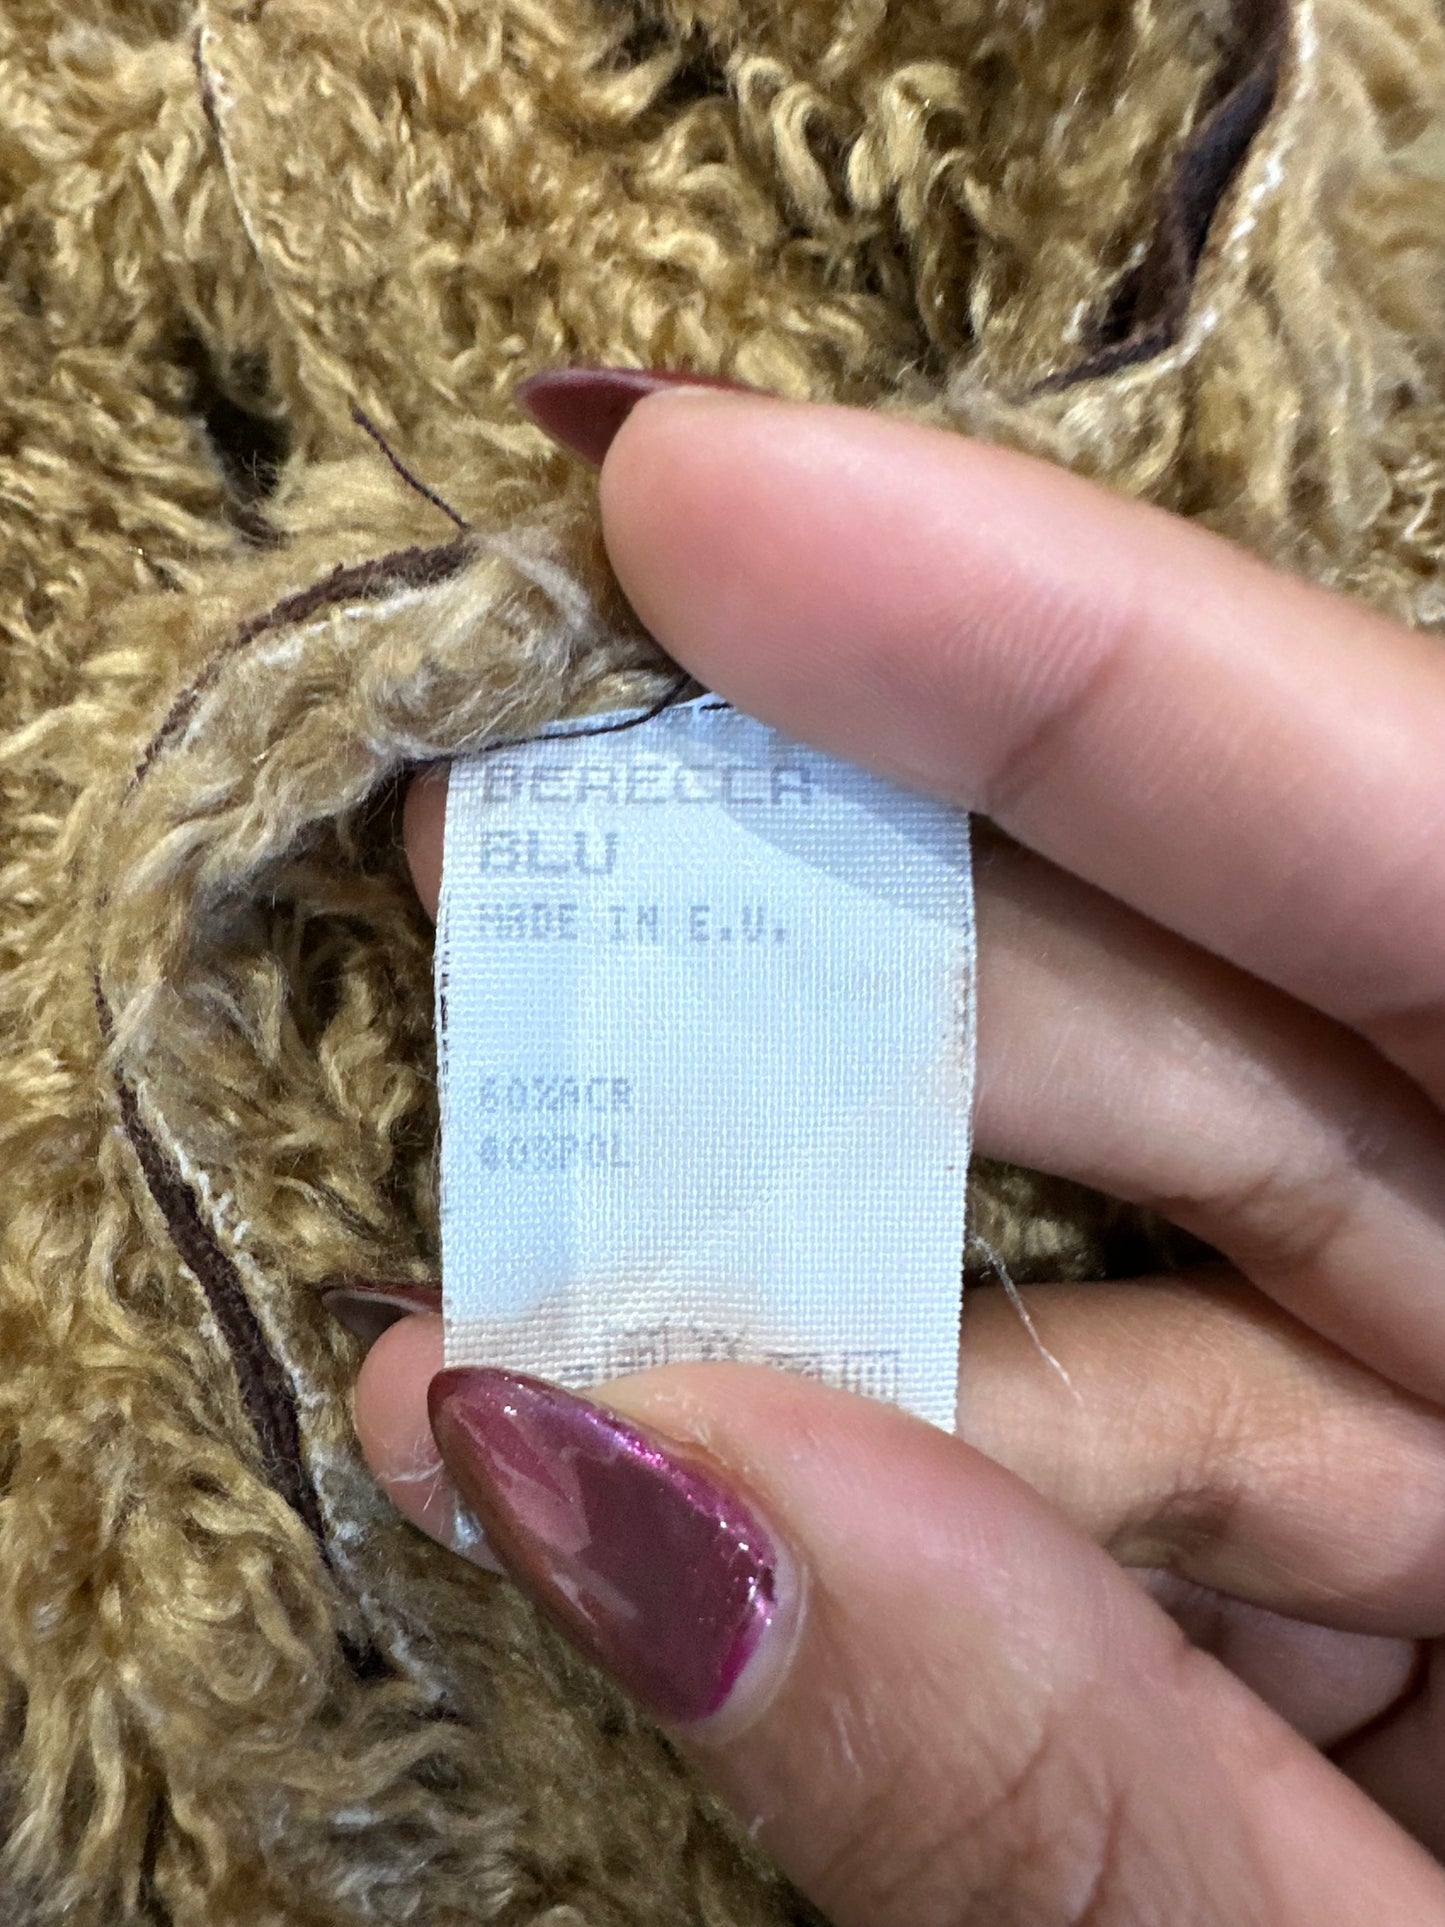 BERECCA
BLU
MADE IN E.U.
60%ACR
40%POL